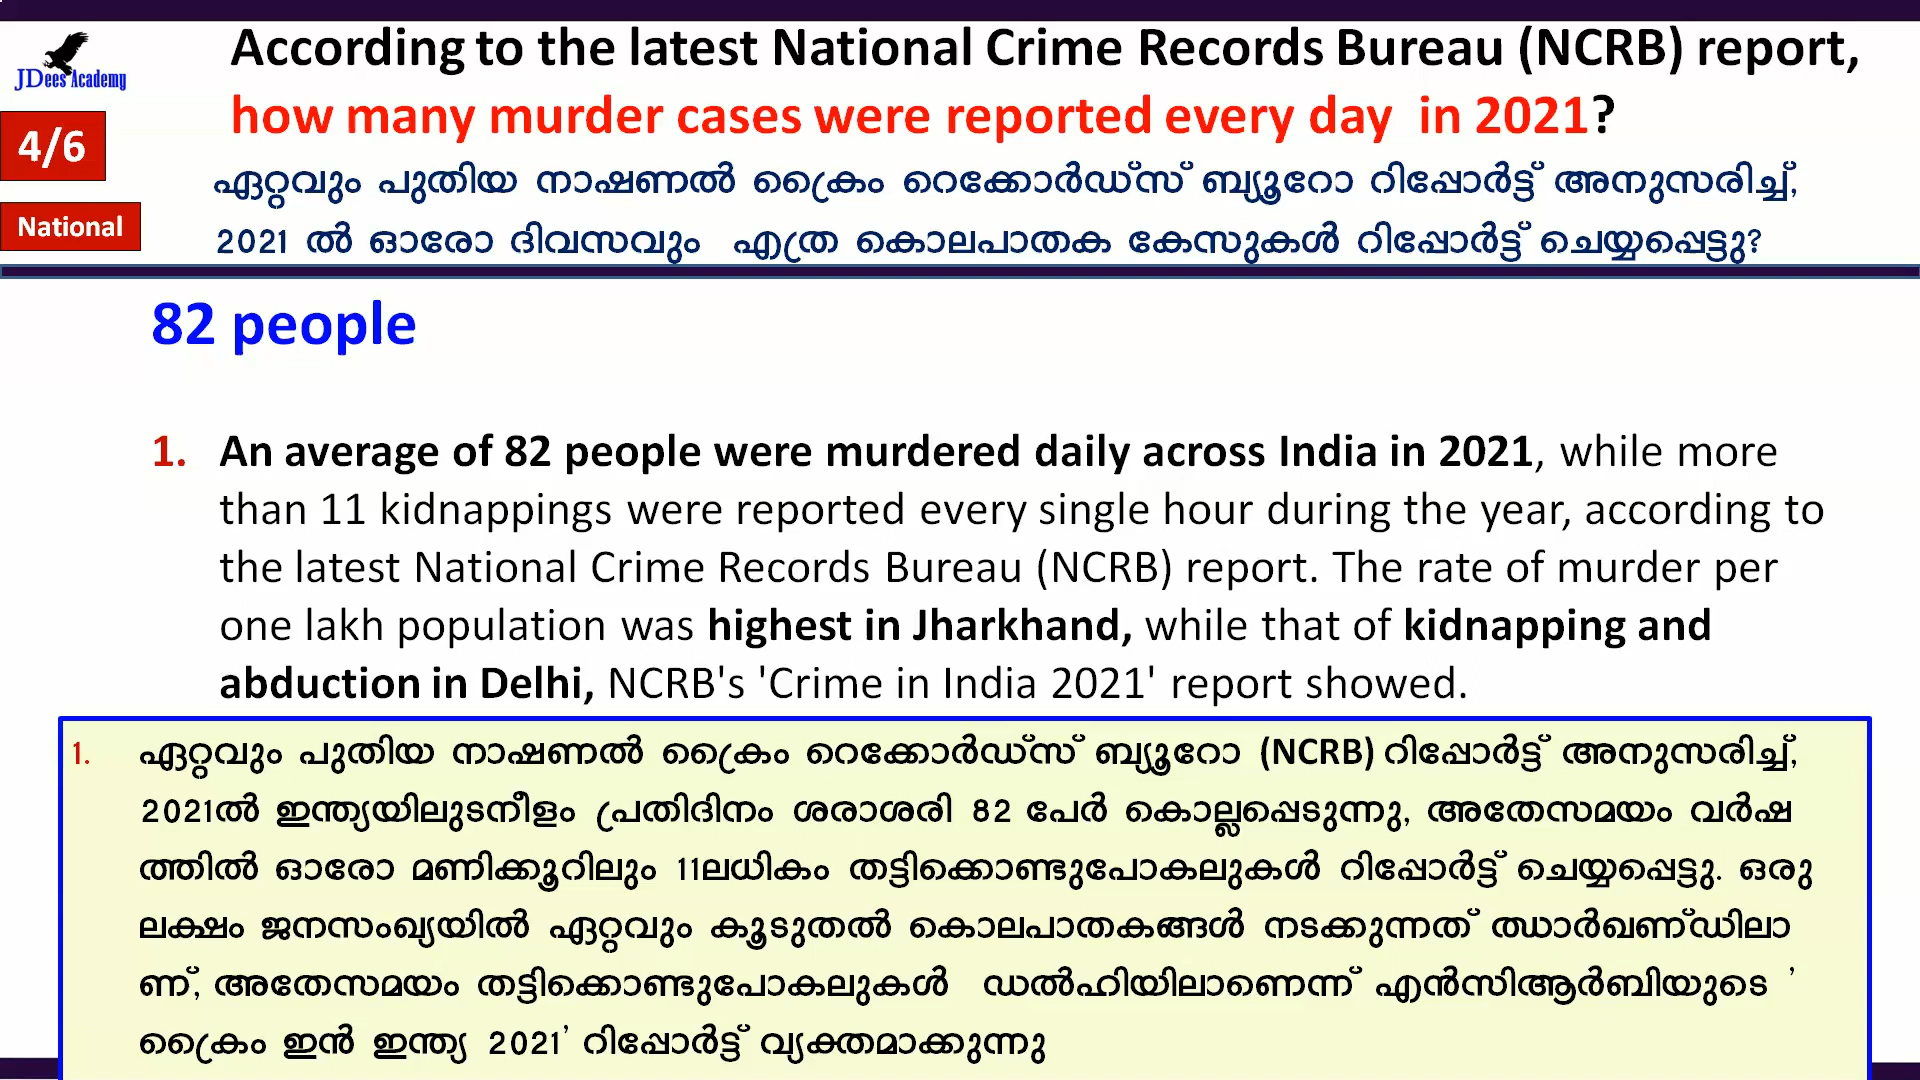 JDees Academy
According to the latest National Crime Records Bureau (NCRB) report,
how many murder cases were reported every day in 2021?
4/6
ഏറ്റവും പുതിയ നാഷണൽ ക്രൈം റെക്കോർഡ്സ് ബ്യൂറോ റിപ്പോർട്ട് അനുസരിച്ച്,
National
2021 ൽ ഓരോ ദിവസവും എത്ര കൊലപാതക കേസുകൾ റിപ്പോർട്ട് ചെയ്യപ്പെട്ടു?
82 people
1. An average of 82 people were murdered daily across India in 2021, while more
than 11 kidnappings were reported every single hour during the year, according to
the latest National Crime Records Bureau (NCRB) report. The rate of murder per
one lakh population was highest in Jharkhand, while that of kidnapping and
abduction in Delhi, NCRB's 'Crime in India 2021' report showed.
1. ഏറ്റവും പുതിയ നാഷണൽ ക്രൈം റെക്കോർഡ്സ് ബ്യൂറോ (NCRB) റിപ്പോർട്ട് അനുസരിച്ച്,
2021ൽ ഇന്ത്യയിലുടനീളം പ്രതിദിനം ശരാശരി 82 പേർ കൊല്ലപ്പെടുന്നു, അതേസമയം വർഷ
ത്തിൽ ഓരോ മണിക്കൂറിലും 11ലധികം തട്ടിക്കൊണ്ടുപോകലുകൾ റിപ്പോർട്ട് ചെയ്യപ്പെട്ടു. ഒരു
ലക്ഷം ജനസംഖ്യയിൽ ഏറ്റവും കൂടുതൽ കൊലപാതകങ്ങൾ നടക്കുന്നത് ഝാർഖണ്ഡിലാ
ണ്, അതേസമയം തട്ടിക്കൊണ്ടുപോകലുകൾ ഡൽഹിയിലാണെന്ന് എൻസിആർബിയുടെ '
ക്രൈം ഇൻ ഇന്ത്യ 2021' റിപ്പോർട്ട് വ്യക്തമാക്കുന്നു